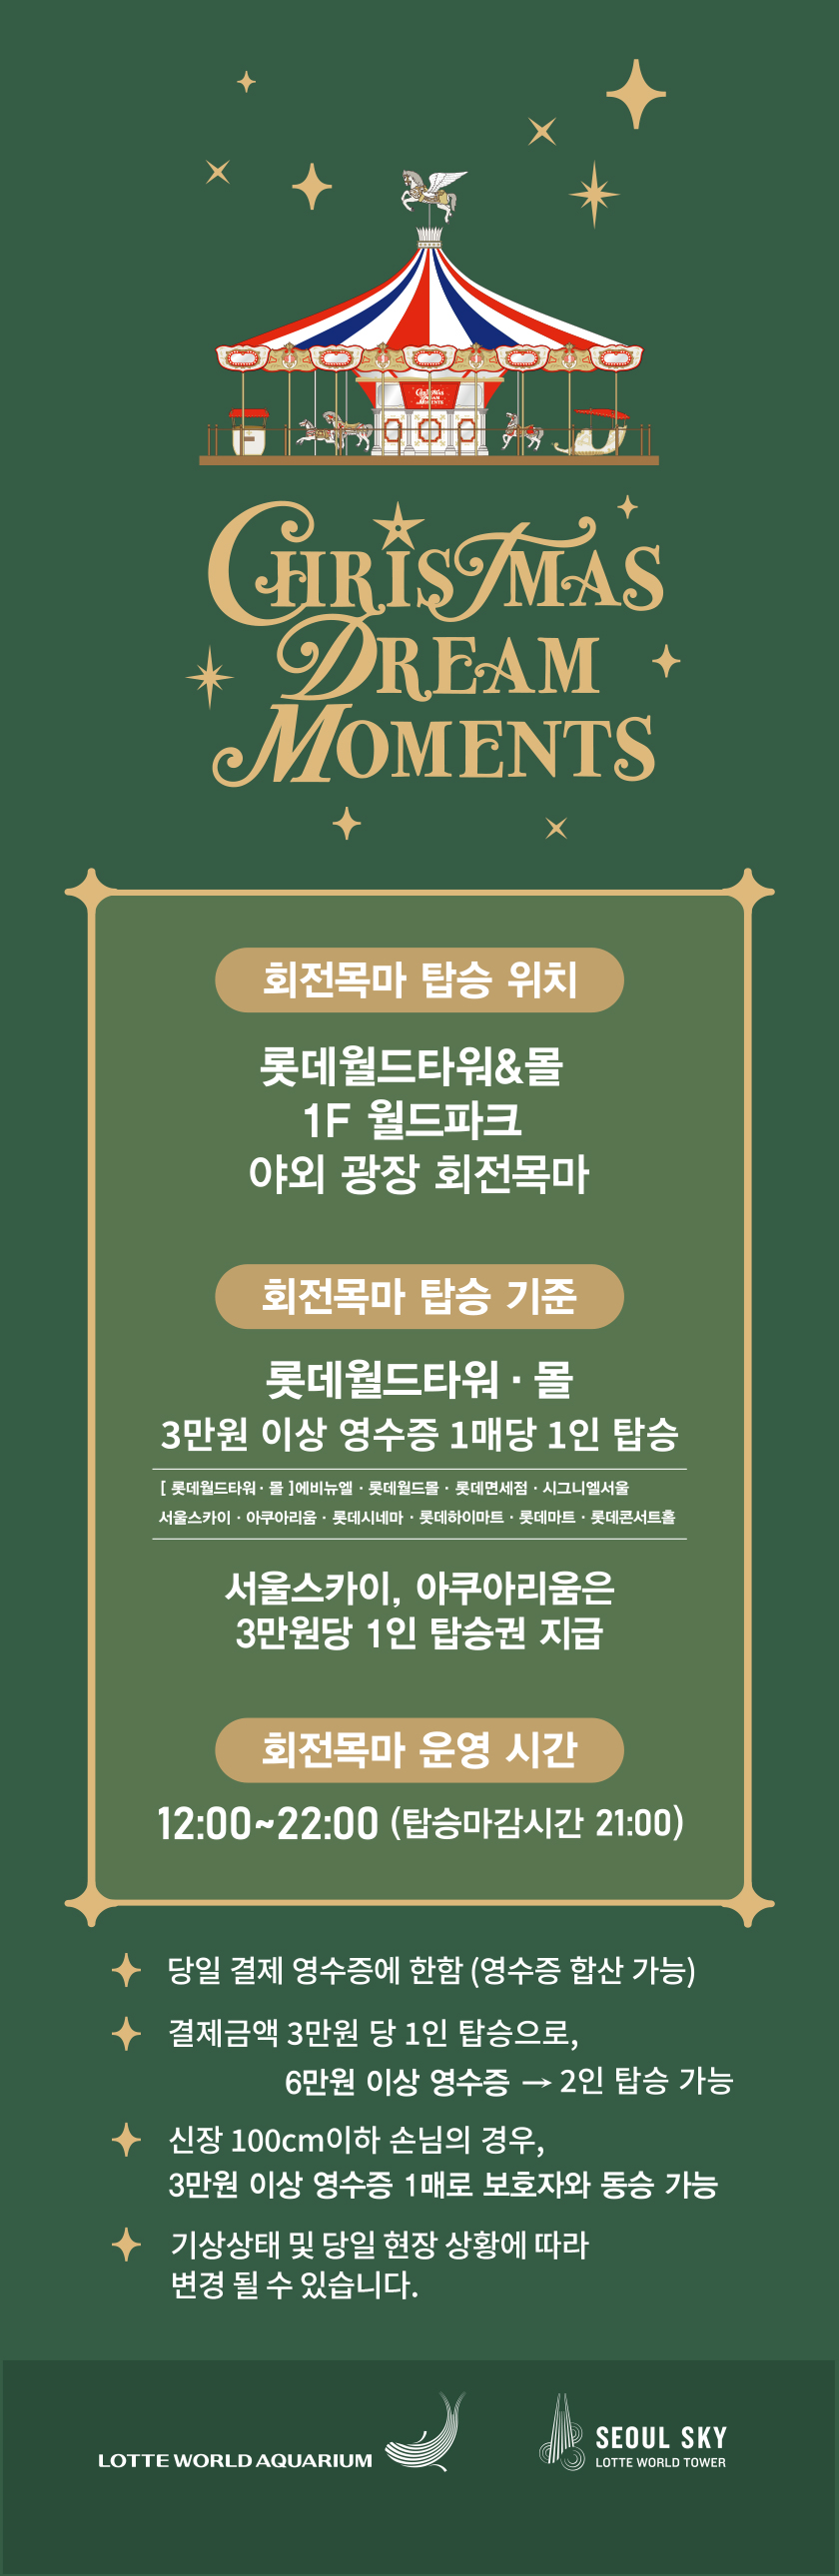 CHRISTMAS
DREAM
MOMENTS
CHRISTMAS
DREAM
MOMENTS
회전목마 탑승 위치
롯데월드타워&몰
1F 월드파크
야외 광장 회전목마
회전목마 탑승 기준
롯데월드타워 · 몰
3만원 이상 영수증 1매당 1인 탑승
[ 롯데월드타워 · 몰 ]에비뉴엘 · 롯데월드몰 · 롯데면세점 · 시그니엘서울
서울스카이 · 아쿠아리움 · 롯데시네마 · 롯데하이마트 · 롯데마트 · 롯데콘서트홀
서울스카이, 아쿠아리움은
3만원당 1인 탑승권 지급
회전목마 운영 시간
12:00~22:00 (탑승마감시간 21:00)
당일 결제 영수증에 한함 (영수증 합산 가능)
결제금액 3만원 당 1인 탑승으로,
6만원 이상 영수증 → 2인 탑승 가능
신장 100cm이하 손님의 경우,
3만원 이상 영수증 1매로 보호자와 동승 가능
기상상태 및 당일 현장 상황에 따라
변경 될 수 있습니다.
LOTTE WORLD AQUARIUM
SEOUL SKY
LOTTE WORLD TOWER